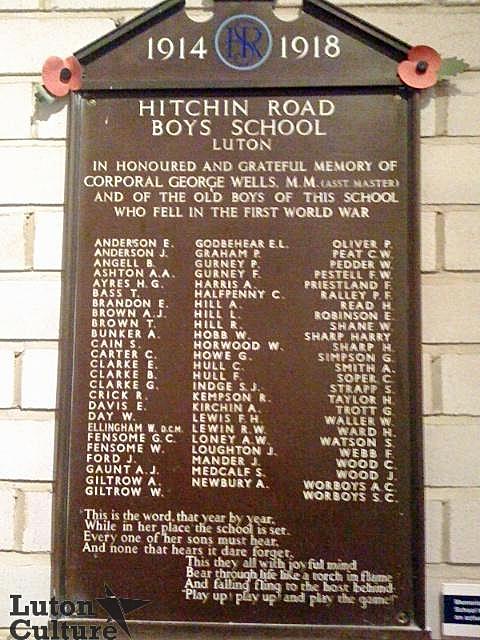 1914 HRS 1918
HITCHIN ROAD
BOYS SCHOOL
LUTON
IN HONOURED AND GRATEFUL MEMORY OF
CORPORAL GEORGE WELLS, M.M. (ASST. MASTER)
AND OF THE OLD BOYS OF THIS SCHOOL
WHO FELL IN THE FIRST WORLD WAR
ANDERSON E.
ANDERSON J.
ANGELL B.
ASHTON A.A.
AYRES H.G.
BASS T.
BRANDON E.
BROWN A.J.
BROWN T.
BUNKER A.
CAIN S.
CARTER C.
CLARKE E.
CLARKE B.
CLARKE G.
CRICK R.
DAVIS E.
DAY W.
ELLINGHAM W. D.C.M.
FENSOME G.C.
FENSOME W.
FORD J.
GAUNT A.J.
GILTROW A.
GILTROW W.
GODBEHEAR E.L.
GRAHAM P.
GURNEY P.
GURNEY F.
HARRIS A.
HALFPENNY C.
HILL A.
HILL L.
HILL R.
HOBB W.
HORWOOD W.
HOWE G.
HULL C.
HULL F.
INDGE S.J.
KEMPSON R.
KIRCHIN A.
LEWIS F.H.
LEWIN R.W.
LONEY A.W.
LOUGHTON J.
MANDER J.
MEDCALF S.
NEWBURY A.
OLIVER P.
PEAT C.W.
PEDDER W.
PESTELL F.W.
PRIESTLAND F.
RALLEY P.F.
READ H.
ROBINSON E.
SHANE W.
SHARP HARRY
SHARP H.
SIMPSON G.
SMITH A.
SOPER C.
STRAPP S.
TAYLOR H.
TROTT G.
WALLER W.
WARD H.
WATSON S.
WEBB F.
WOOD C.
WOOD J.
WORBOYS A.C.
WORBOYS S.C.
This is the word, that year by year,
While in her place the school is set.
Every one of her sons must hear,
And none that hears it dare forget.
This they all with joyful mind
Bear through life like a torch in flame
And falling fling to the host behind:
"Play up! play up! and play the game!"
Luton
Culture